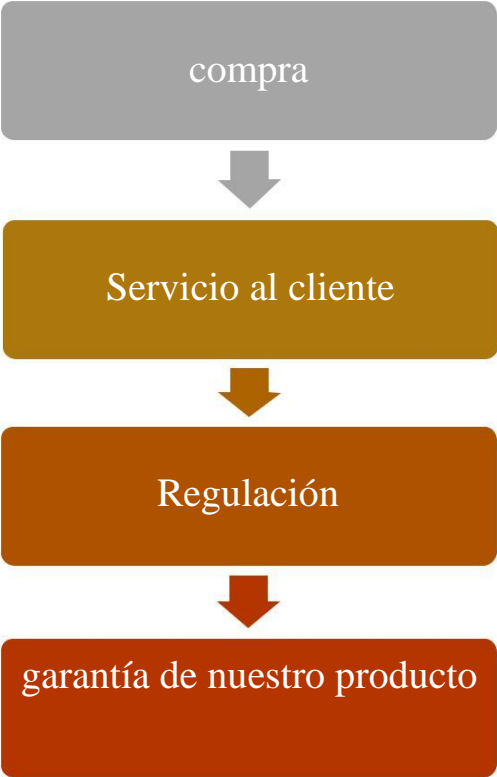 compra
Servicio al cliente
Regulación
garantía de nuestro producto